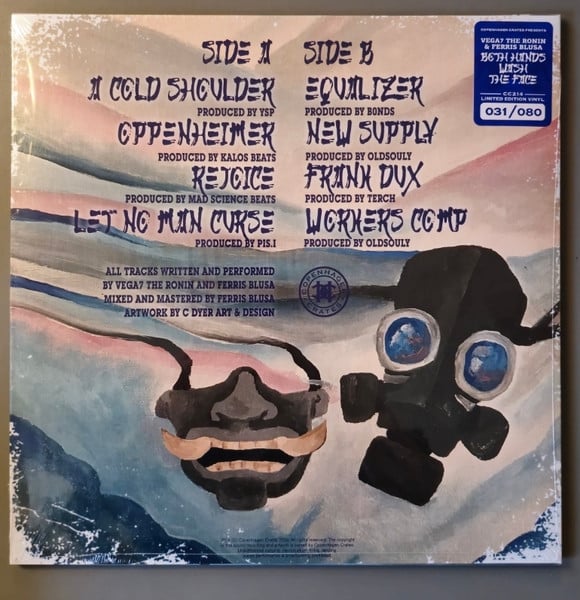 COPENHAGEN CRATES PRESENTS
VEGA7 THE RONIN
& FERRIS BLUSA
BOTH HANDS
WASH
THE FACE
CC214
LIMITED EDITION VINYL
031/080
SIDE A
A COLD SHOULDER
PRODUCED BY YSP
OPPENHEIMER
PRODUCED BY KALOS BEATS
REJOICE
PRODUCED BY MAD SCIENCE BEATS
LET NO MAN CURSE
PRODUCED BY PIS.I
SIDE B
EQUALIZER
PRODUCED BY B0NDS
NEW SUPPLY
PRODUCED BY OLDSOULY
FRANK DUX
PRODUCED BY TERCH
WORKERS COMP
PRODUCED BY OLDSOULY
ALL TRACKS WRITTEN AND PERFORMED
BY VEGA7 THE RONIN AND FERRIS BLUSA
MIXED AND MASTERED BY FERRIS BLUSA
ARTWORK BY C DYER ART & DESIGN
COPENHAGEN
CRATES